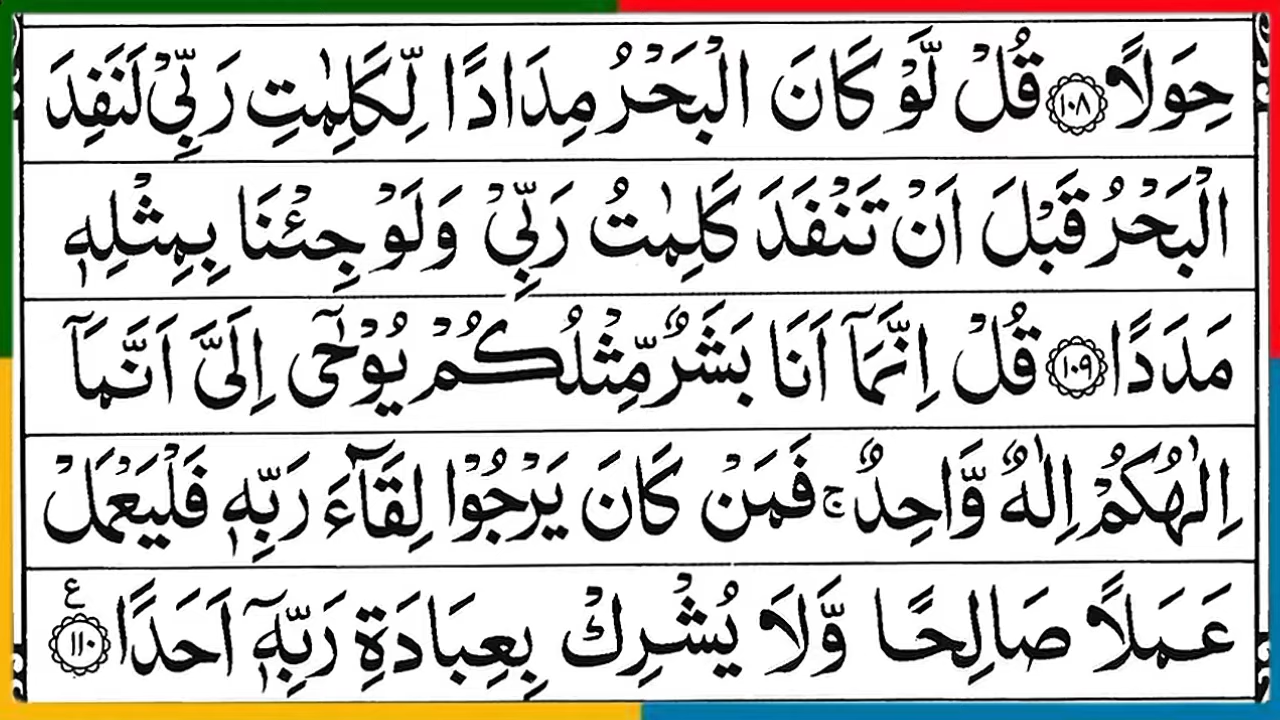 حِوَلًا ١٠٨ قُلْ لَّوْ كَانَ الْبَحْرُ مِدَادًا لِّكَلِمٰتِ رَبِّيْ لَنَفِدَ
الْبَحْرُ قَبْلَ اَنْ تَنْفَدَ كَلِمٰتُ رَبِّيْ وَلَوْ جِئْنَا بِمِثْلِهٖ
مَدَدًا ١٠٩ قُلْ اِنَّمَآ اَنَا بَشَرٌ مِّثْلُكُمْ يُوْحٰٓى اِلَيَّ اَنَّمَآ
اِلٰهُكُمْ اِلٰهٌ وَّاحِدٌ ۚ فَمَنْ كَانَ يَرْجُوْا لِقَآءَ رَبِّهٖ فَلْيَعْمَلْ
عَمَلًا صَالِحًا وَّلَا يُشْرِكْ بِعِبَادَةِ رَبِّهٖٓ اَحَدًا ١١٠ ع